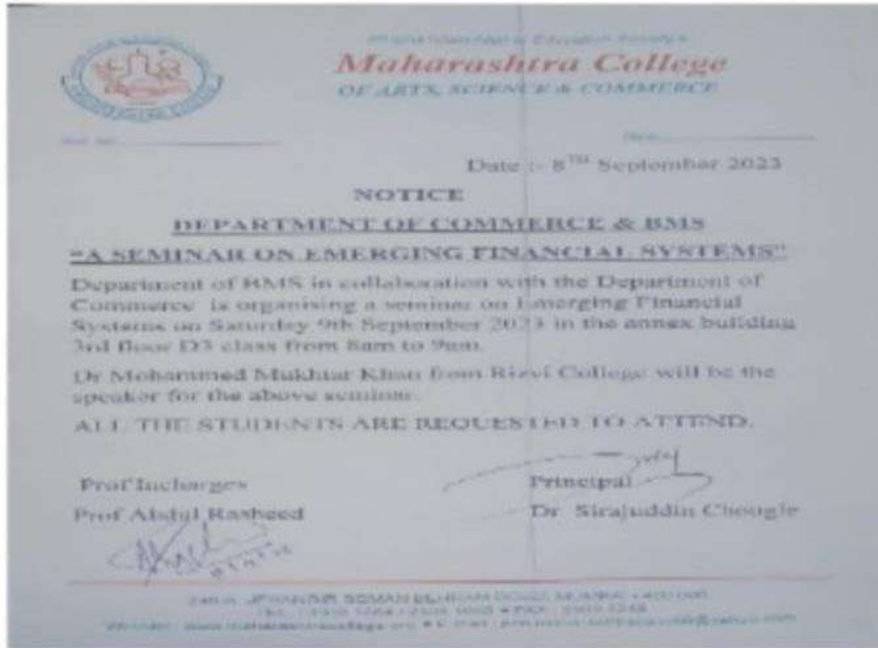 Maharashtra College
OF ARTS, SCIENCE & COMMERCE
Date :- 8TH September 2023
NOTICE
DEPARTMENT OF COMMERCE & BMS
"A SEMINAR ON EMERGING FINANCIAL SYSTEMS"
Department of BMS in collaboration with the Department of
Commerce is organising a seminar on Emerging Financial
Systems on Saturday 9th September 2023 in the annex building
3rd floor D3 class from 8am to 9am.
Dr Mohammed Mukhtar Khan from Rizvi College will be the
speaker for the above seminar.
ALL THE STUDENTS ARE REQUESTED TO ATTEND.
Prof Incharges
Principal
Prof Abdul Rasheed
Dr Sirajuddin Chougle